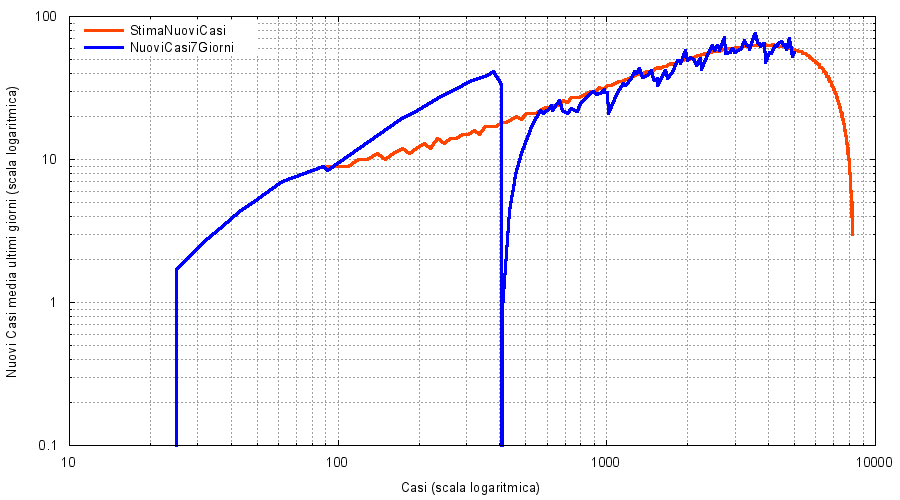 100
StimaNuoviCasi
NuoviCasi7Giorni
10
1
0.1
Nuovi Casi media ultimi giorni (scala logaritmica)
10
100
1000
10000
Casi (scala logaritmica)